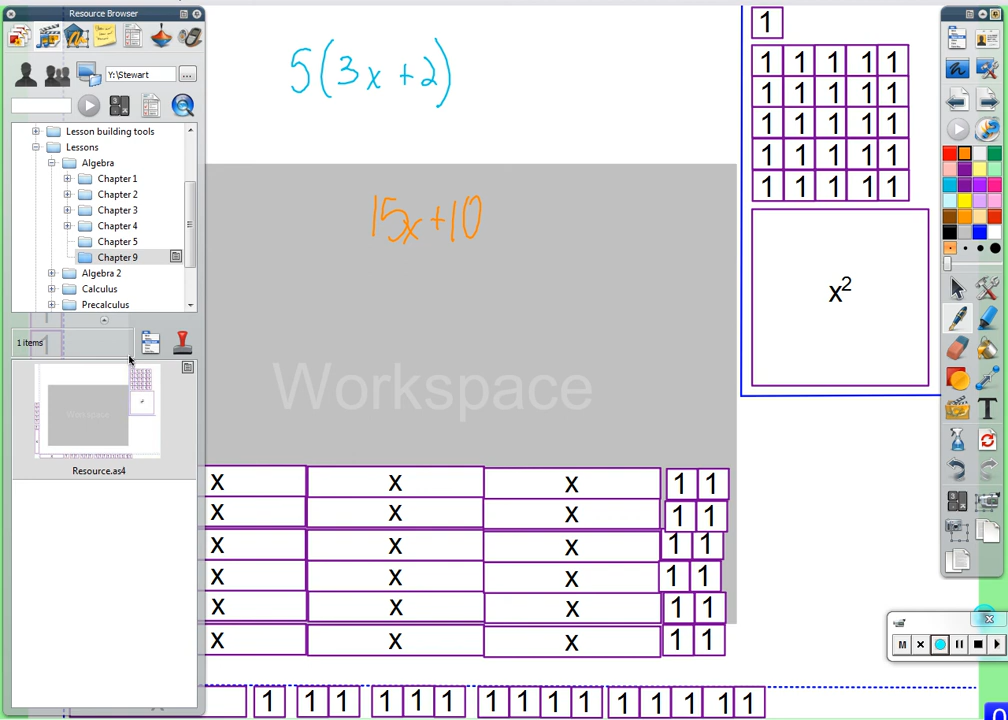 Resource Browser
Y:\Stewart
...
Lesson building tools
Lessons
Algebra
Chapter 1
Chapter 2
Chapter 3
Chapter 4
Chapter 5
Chapter 9
Algebra 2
Calculus
Precalculus
1 items
Resource.as4
5(3x+2)
15x+10
Workspace
x x x 1 1
x x x 1 1
x x x 1 1
x x x 1 1
x x x 1 1
x x x 1 1
1 1 1 1 1 1 1 1 1 1 1 1 1 1 1
1
1 1 1 1 1
1 1 1 1 1
1 1 1 1 1
1 1 1 1 1
1 1 1 1 1
x²
T
M